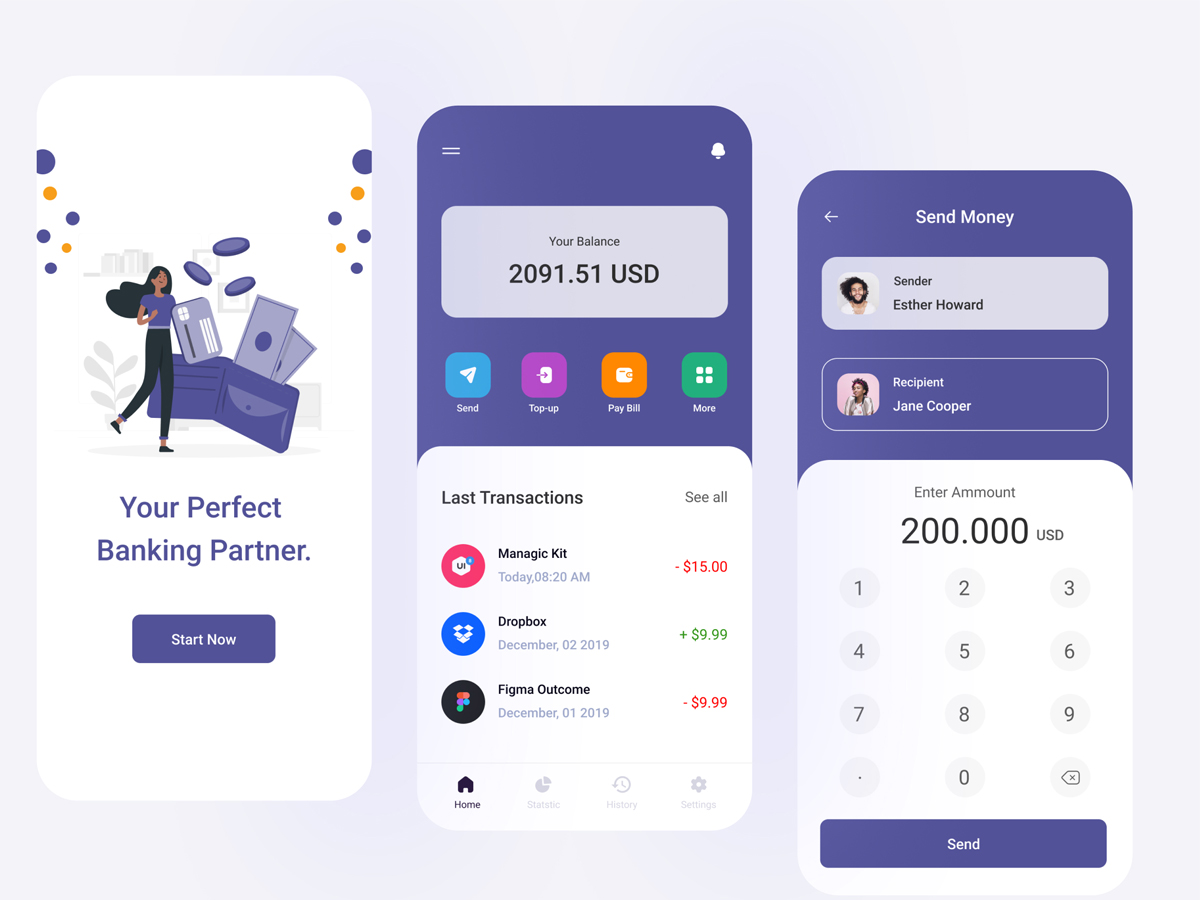 Your Perfect
Banking Partner.
Start Now
Your Balance
2091.51 USD
Send
Top-up
Pay Bill
More
Last Transactions
See all
UI
Managic Kit
Today,08:20 AM
- $15.00
Dropbox
December, 02 2019
+ $9.99
Figma Outcome
December, 01 2019
- $9.99
Home
Statstic
History
Settings
Send Money
Sender
Esther Howard
Recipient
Jane Cooper
Enter Ammount
200.000 USD
1 2 3
4 5 6
7 8 9
. 0
Send